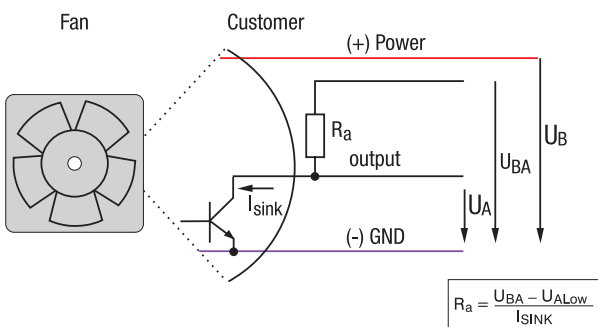 Fan
Customer
(+) Power
Ra
output
Isink
UA
UBA
UB
(-) GND
Ra = UBA – UALow / ISINK